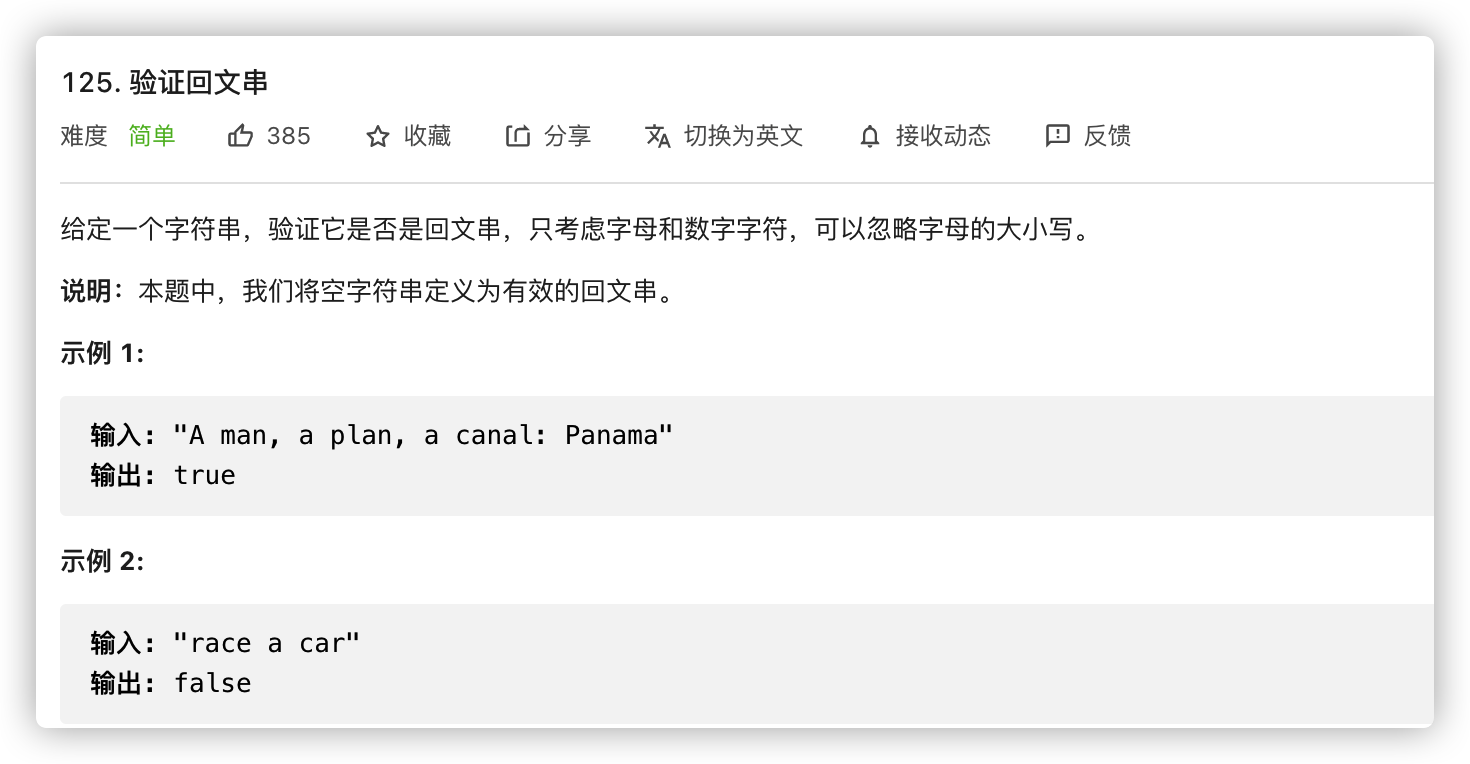 125. 验证回文串
难度 简单 385 收藏 分享 切换为英文 接收动态 反馈
给定一个字符串，验证它是否是回文串，只考虑字母和数字字符，可以忽略字母的大小写。
说明：本题中，我们将空字符串定义为有效的回文串。
示例 1:
输入: "A man, a plan, a canal: Panama"
输出: true
示例 2:
输入: "race a car"
输出: false